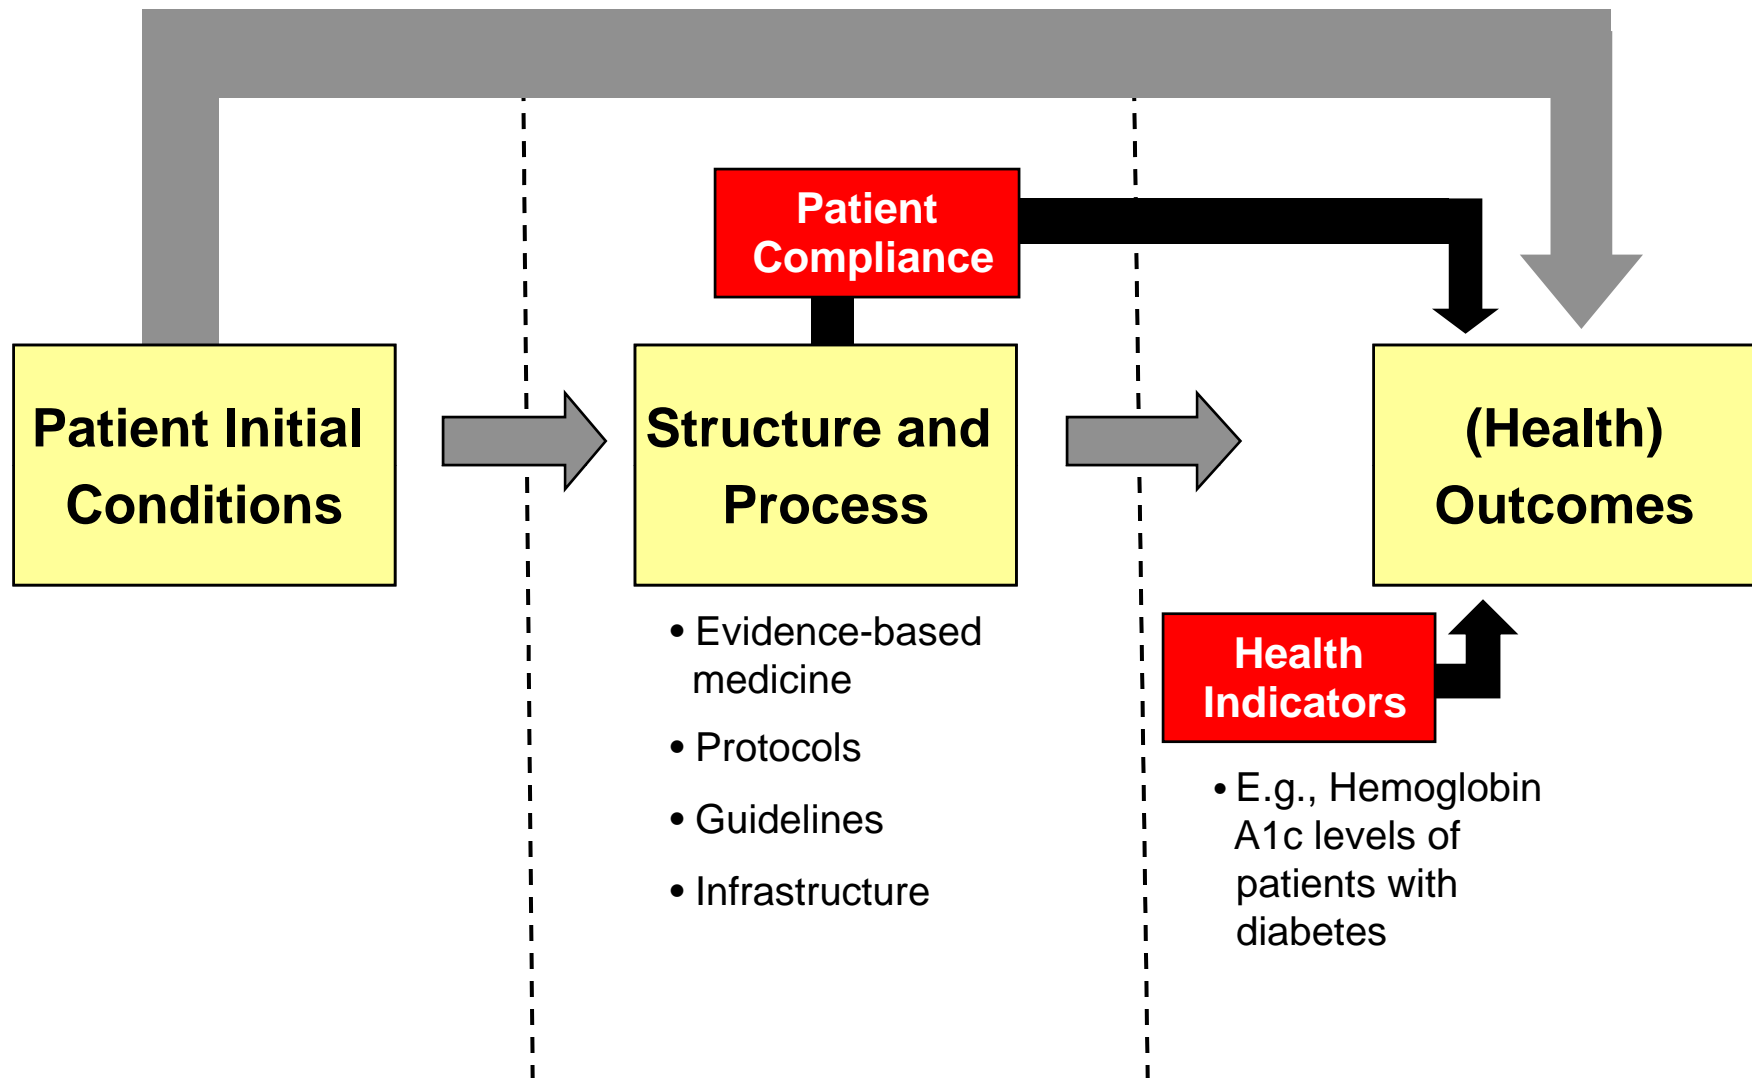 Patient
Compliance
Patient Initial
Conditions
Structure and
Process
(Health)
Outcomes
• Evidence-based
medicine
• Protocols
• Guidelines
• Infrastructure
Health
Indicators
• E.g., Hemoglobin
A1c levels of
patients with
diabetes